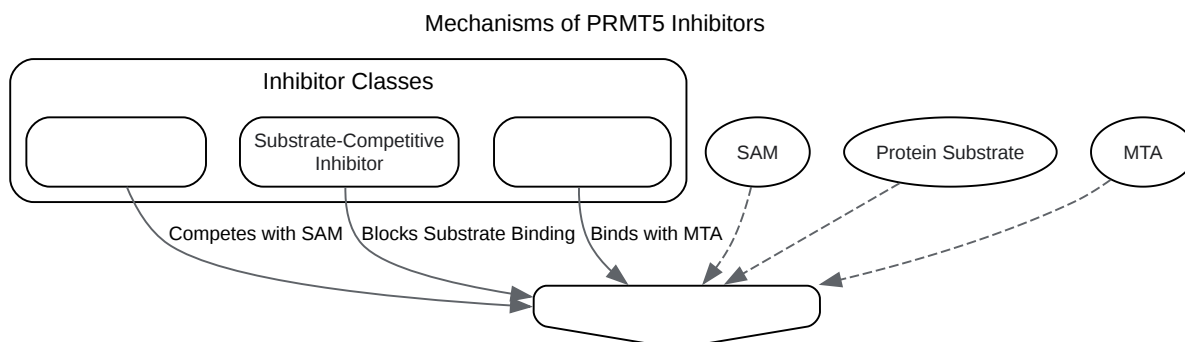 Mechanisms of PRMT5 Inhibitors
Inhibitor Classes
Substrate-Competitive
Inhibitor
SAM
Protein Substrate
MTA
Competes with SAM
Blocks Substrate Binding
Binds with MTA